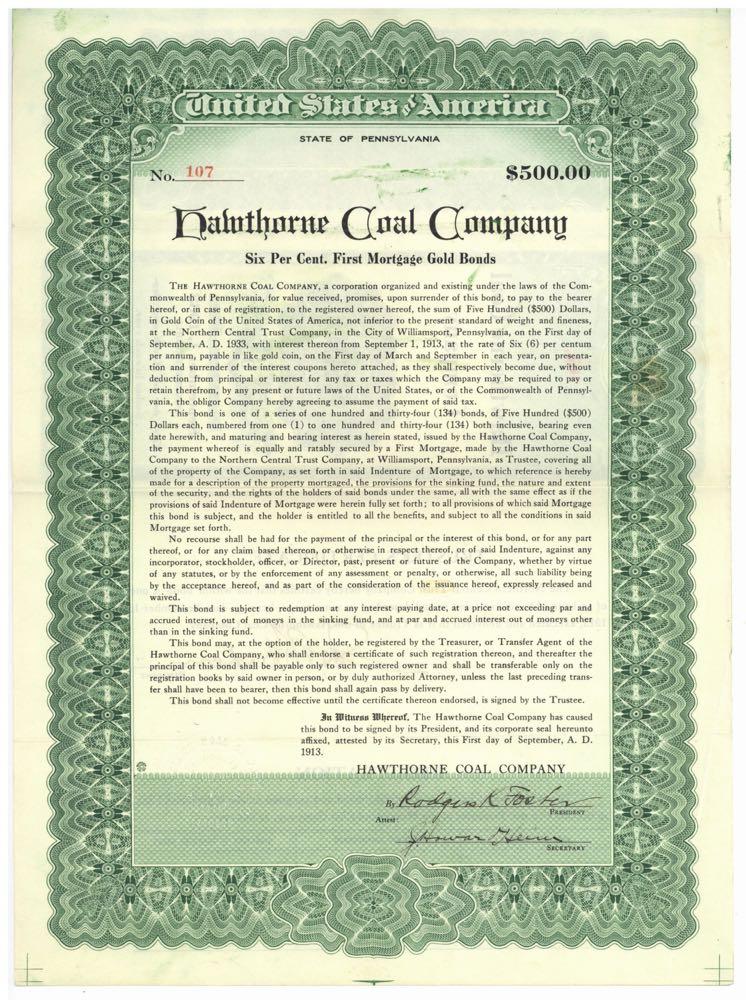 United States of America
STATE OF PENNSYLVANIA
No. 107
$500.00
Hawthorne Coal Company
Six Per Cent. First Mortgage Gold Bonds
THE HAWTHORNE COAL COMPANY, a corporation organized and existing under the laws of the Com-
monwealth of Pennsylvania, for value received, promises, upon surrender of this bond, to pay to the bearer
hereof, or in case of registration, to the registered owner hereof, the sum of Five Hundred ($500) Dollars,
in Gold Coin of the United States of America, not inferior to the present standard of weight and fineness,
at the Northern Central Trust Company, in the City of Williamsport, Pennsylvania, on the First day of
September, A. D. 1933, with interest thereon from September 1, 1913, at the rate of Six (6) per centum
per annum, payable in like gold coin, on the First day of March and September in each year, on presenta-
tion and surrender of the interest coupons hereto attached, as they shall respectively become due, without
deduction from principal or interest for any tax or taxes which the Company may be required to pay or
retain therefrom, by any present or future laws of the United States, or of the Commonwealth of Pennsyl-
vania, the obligor Company hereby agreeing to assume the payment of said tax.
This bond is one of a series of one hundred and thirty-four (134) bonds, of Five Hundred ($500)
Dollars each, numbered from one (1) to one hundred and thirty-four (134) both inclusive, bearing even
date herewith, and maturing and bearing interest as herein stated, issued by the Hawthorne Coal Company,
the payment whereof is equally and ratably secured by a First Mortgage, made by the Hawthorne Coal
Company to the Northern Central Trust Company, at Williamsport, Pennsylvania, as Trustee, covering all
of the property of the Company, as set forth in said Indenture of Mortgage, to which reference is hereby
made for a description of the property mortgaged, the provisions for the sinking fund, the nature and extent
of the security, and the rights of the holders of said bonds under the same, all with the same effect as if the
provisions of said Indenture of Mortgage were herein fully set forth; to all provisions of which said Mortgage
this bond is subject, and the holder is entitled to all the benefits, and subject to all the conditions in said
Mortgage set forth.
No recourse shall be had for the payment of the principal or the interest of this bond, or for any part
thereof, or for any claim based thereon, or otherwise in respect thereof, or of said Indenture, against any
incorporator, stockholder, officer, or Director, past, present or future of the Company, whether by virtue
of any statutes, or by the enforcement of any assessment or penalty, or otherwise, all such liability being
by the acceptance hereof, and as part of the consideration of the issuance hereof, expressly released and
waived.
This bond is subject to redemption at any interest paying date, at a price not exceeding par and
accrued interest, out of moneys in the sinking fund, and at par and accrued interest out of moneys other
than in the sinking fund.
This bond may, at the option of the holder, be registered by the Treasurer, or Transfer Agent of the
Hawthorne Coal Company, who shall endorse a certificate of such registration thereon, and thereafter the
principal of this bond shall be payable only to such registered owner and shall be transferable only on the
registration books by said owner in person, or by duly authorized Attorney, unless the last preceding trans-
fer shall have been to bearer, then this bond shall again pass by delivery.
This bond shall not become effective until the certificate thereon endorsed, is signed by the Trustee.
In Witness Whereof, The Hawthorne Coal Company has caused
this bond to be signed by its President, and its corporate seal hereunto
affixed, attested by its Secretary, this First day of September, A. D.
1913.
HAWTHORNE COAL COMPANY
By Rodgers K Foster
PRESIDENT
Attest:
SECRETARY